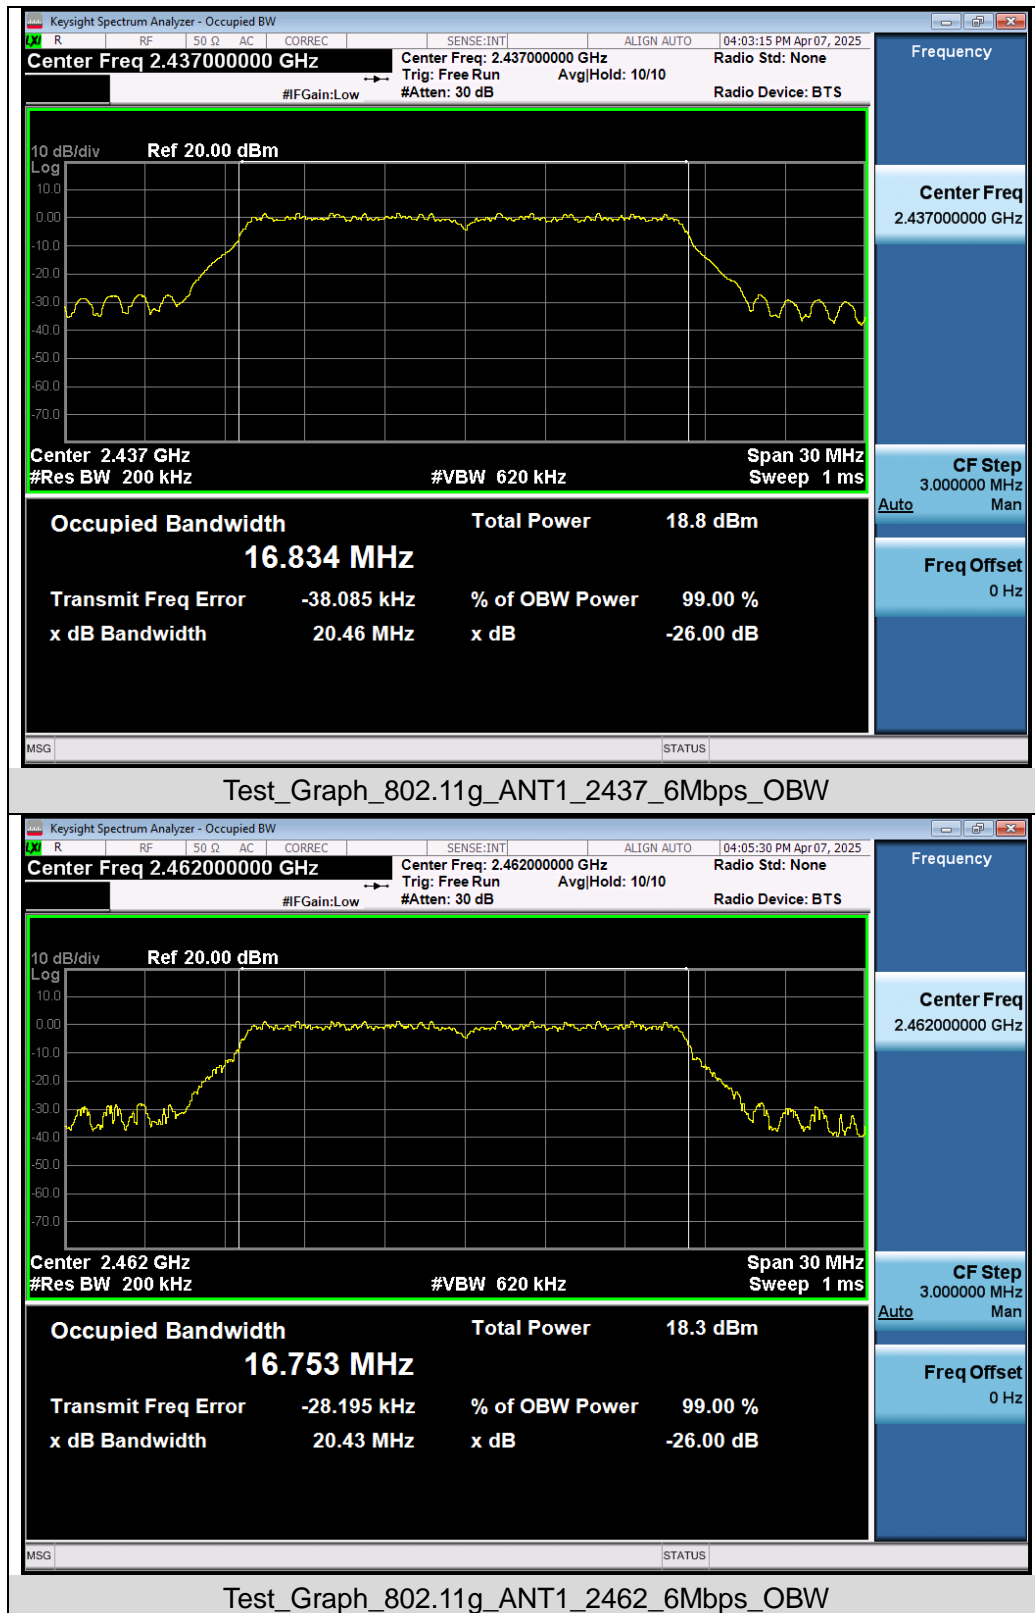 Keysight Spectrum Analyzer - Occupied BW
LXI R RF 50 Ω AC CORREC SENSE:INT ALIGN AUTO 04:03:15 PM Apr 07, 2025
Center Freq 2.437000000 GHz
Center Freq: 2.437000000 GHz
Radio Std: None
Trig: Free Run Avg|Hold: 10/10
#IFGain:Low
#Atten: 30 dB
Radio Device: BTS
10 dB/div Ref 20.00 dBm
Log
10.0
0.00
-10.0
-20.0
-30.0
-40.0
-50.0
-60.0
-70.0
Center 2.437 GHz Span 30 MHz
#Res BW 200 kHz #VBW 620 kHz Sweep 1 ms
Occupied Bandwidth Total Power 18.8 dBm
16.834 MHz
Transmit Freq Error -38.085 kHz % of OBW Power 99.00 %
x dB Bandwidth 20.46 MHz x dB -26.00 dB
MSG STATUS
Frequency
Center Freq
2.437000000 GHz
CF Step
3.000000 MHz
Auto Man
Freq Offset
0 Hz
Test_Graph_802.11g_ANT1_2437_6Mbps_OBW
Keysight Spectrum Analyzer - Occupied BW
LXI R RF 50 Ω AC CORREC SENSE:INT ALIGN AUTO 04:05:30 PM Apr 07, 2025
Center Freq 2.462000000 GHz
Center Freq: 2.462000000 GHz
Radio Std: None
Trig: Free Run Avg|Hold: 10/10
#IFGain:Low
#Atten: 30 dB
Radio Device: BTS
10 dB/div Ref 20.00 dBm
Log
10.0
0.00
-10.0
-20.0
-30.0
-40.0
-50.0
-60.0
-70.0
Center 2.462 GHz Span 30 MHz
#Res BW 200 kHz #VBW 620 kHz Sweep 1 ms
Occupied Bandwidth Total Power 18.3 dBm
16.753 MHz
Transmit Freq Error -28.195 kHz % of OBW Power 99.00 %
x dB Bandwidth 20.43 MHz x dB -26.00 dB
MSG STATUS
Frequency
Center Freq
2.462000000 GHz
CF Step
3.000000 MHz
Auto Man
Freq Offset
0 Hz
Test_Graph_802.11g_ANT1_2462_6Mbps_OBW